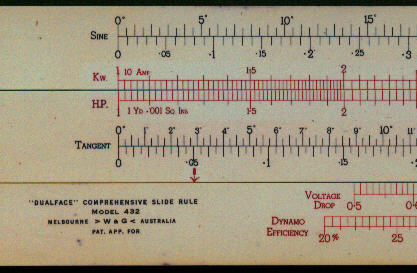 0° 5° 10° 15°
SINE
0 ·05 ·1 ·15 ·2 ·25 ·3
KW. 1 10 AMP. 1·5 2
H.P. 1 YD ·001 SQ INS 1·5 2
0° 1° 2° 3° 4° 5° 6° 7° 8° 9° 10° 11°
TANGENT
0 ·05 ·1 ·15
"DUALFACE" COMPREHENSIVE SLIDE RULE
MODEL 432
MELBOURNE > W & G < AUSTRALIA
PAT. APP. FOR
VOLTAGE
DROP 0·5
DYNAMO
EFFICIENCY
20% 25